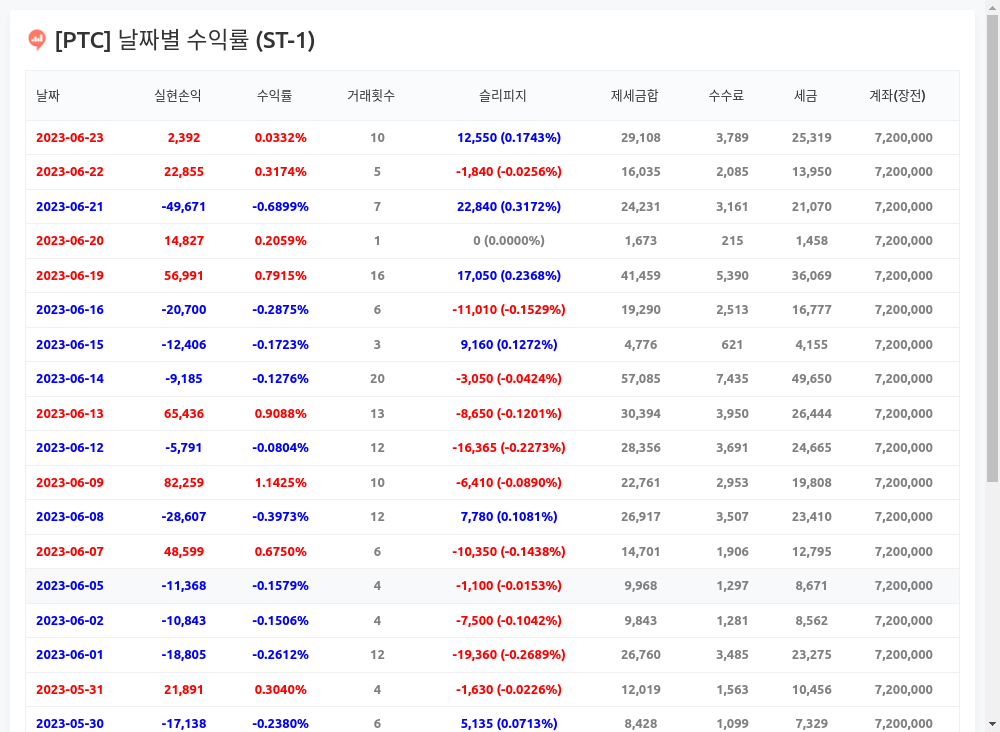 [PTC] 날짜별 수익률 (ST-1)
날짜 실현손익 수익률 거래횟수 슬리피지 제세금합 수수료 세금 계좌(장전)
2023-06-23 2,392 0.0332% 10 12,550 (0.1743%) 29,108 3,789 25,319 7,200,000
2023-06-22 22,855 0.3174% 5 -1,840 (-0.0256%) 16,035 2,085 13,950 7,200,000
2023-06-21 -49,671 -0.6899% 7 22,840 (0.3172%) 24,231 3,161 21,070 7,200,000
2023-06-20 14,827 0.2059% 1 0 (0.0000%) 1,673 215 1,458 7,200,000
2023-06-19 56,991 0.7915% 16 17,050 (0.2368%) 41,459 5,390 36,069 7,200,000
2023-06-16 -20,700 -0.2875% 6 -11,010 (-0.1529%) 19,290 2,513 16,777 7,200,000
2023-06-15 -12,406 -0.1723% 3 9,160 (0.1272%) 4,776 621 4,155 7,200,000
2023-06-14 -9,185 -0.1276% 20 -3,050 (-0.0424%) 57,085 7,435 49,650 7,200,000
2023-06-13 65,436 0.9088% 13 -8,650 (-0.1201%) 30,394 3,950 26,444 7,200,000
2023-06-12 -5,791 -0.0804% 12 -16,365 (-0.2273%) 28,356 3,691 24,665 7,200,000
2023-06-09 82,259 1.1425% 10 -6,410 (-0.0890%) 22,761 2,953 19,808 7,200,000
2023-06-08 -28,607 -0.3973% 12 7,780 (0.1081%) 26,917 3,507 23,410 7,200,000
2023-06-07 48,599 0.6750% 6 -10,350 (-0.1438%) 14,701 1,906 12,795 7,200,000
2023-06-05 -11,368 -0.1579% 4 -1,100 (-0.0153%) 9,968 1,297 8,671 7,200,000
2023-06-02 -10,843 -0.1506% 4 -7,500 (-0.1042%) 9,843 1,281 8,562 7,200,000
2023-06-01 -18,805 -0.2612% 12 -19,360 (-0.2689%) 26,760 3,485 23,275 7,200,000
2023-05-31 21,891 0.3040% 4 -1,630 (-0.0226%) 12,019 1,563 10,456 7,200,000
2023-05-30 -17,138 -0.2380% 6 5,135 (0.0713%) 8,428 1,099 7,329 7,200,000